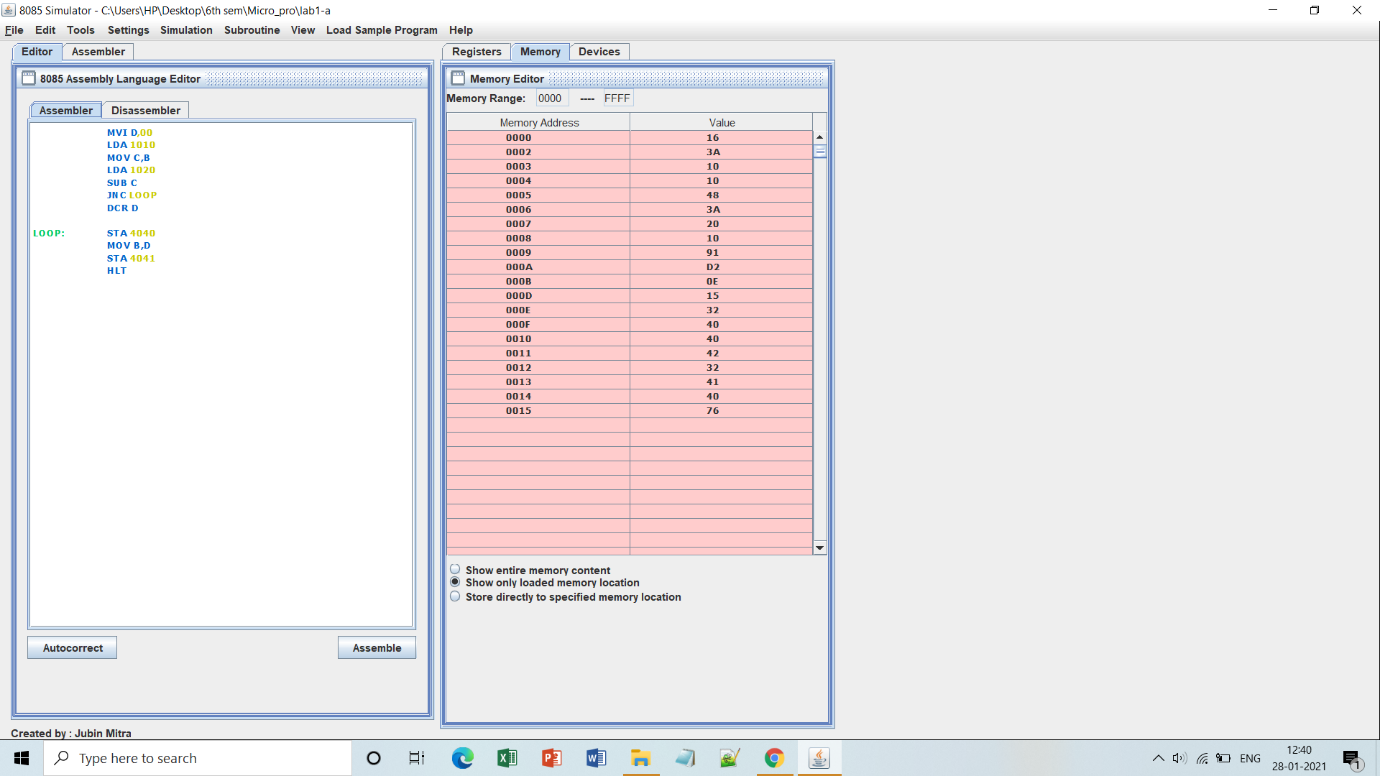 8085 Simulator - C:\Users\HP\Desktop\6th sem\Micro_pro\lab1-a
File Edit Tools Settings Simulation Subroutine View Load Sample Program Help
Editor Assembler
8085 Assembly Language Editor
Assembler Disassembler
MVI D,00
LDA 1010
MOV C,B
LDA 1020
SUB C
JNC LOOP
DCR D
LOOP: STA 4040
MOV B,D
STA 4041
HLT
Autocorrect Assemble
Registers Memory Devices
Memory Editor
Memory Range: 0000 ---- FFFF
Memory Address Value
0000 16
0002 3A
0003 10
0004 10
0005 48
0006 3A
0007 20
0008 10
0009 91
000A D2
000B 0E
000D 15
000E 32
000F 40
0010 40
0011 42
0012 32
0013 41
0014 40
0015 76
Show entire memory content
Show only loaded memory location
Store directly to specified memory location
Created by : Jubin Mitra
Type here to search
ENG
12:40
28-01-2021
1